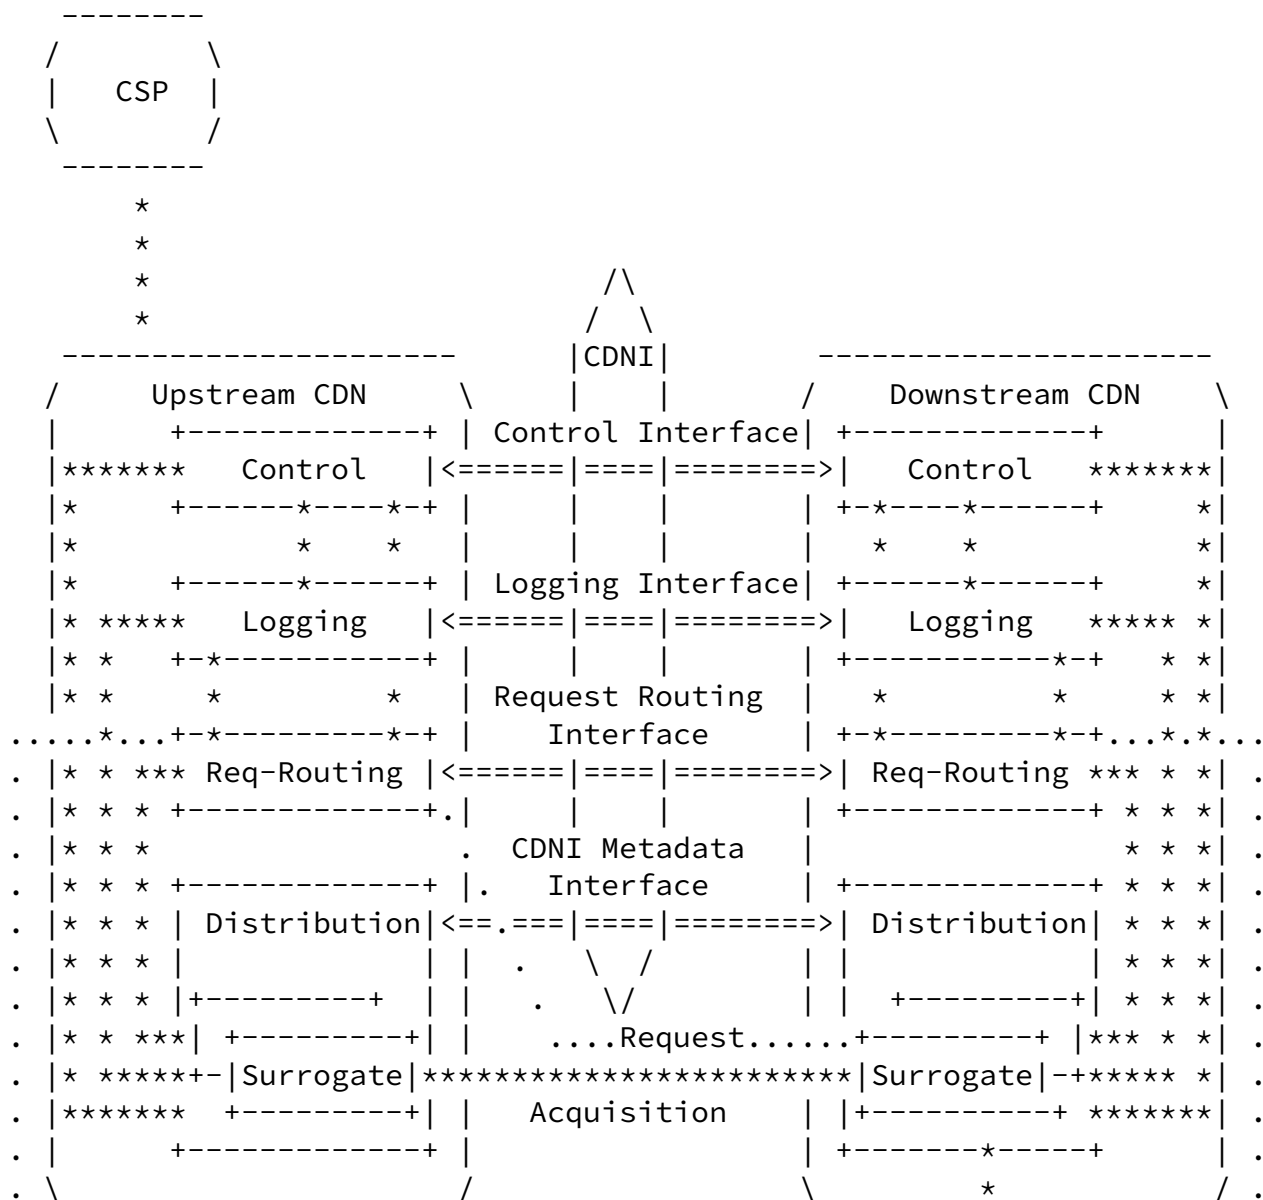 CSP
CDNI
Upstream CDN Downstream CDN
Control Interface
Control Control
Logging Interface
Logging Logging
Request Routing
Interface
Req-Routing Req-Routing
CDNI Metadata
Interface
Distribution Distribution
Request
Surrogate Surrogate
Acquisition